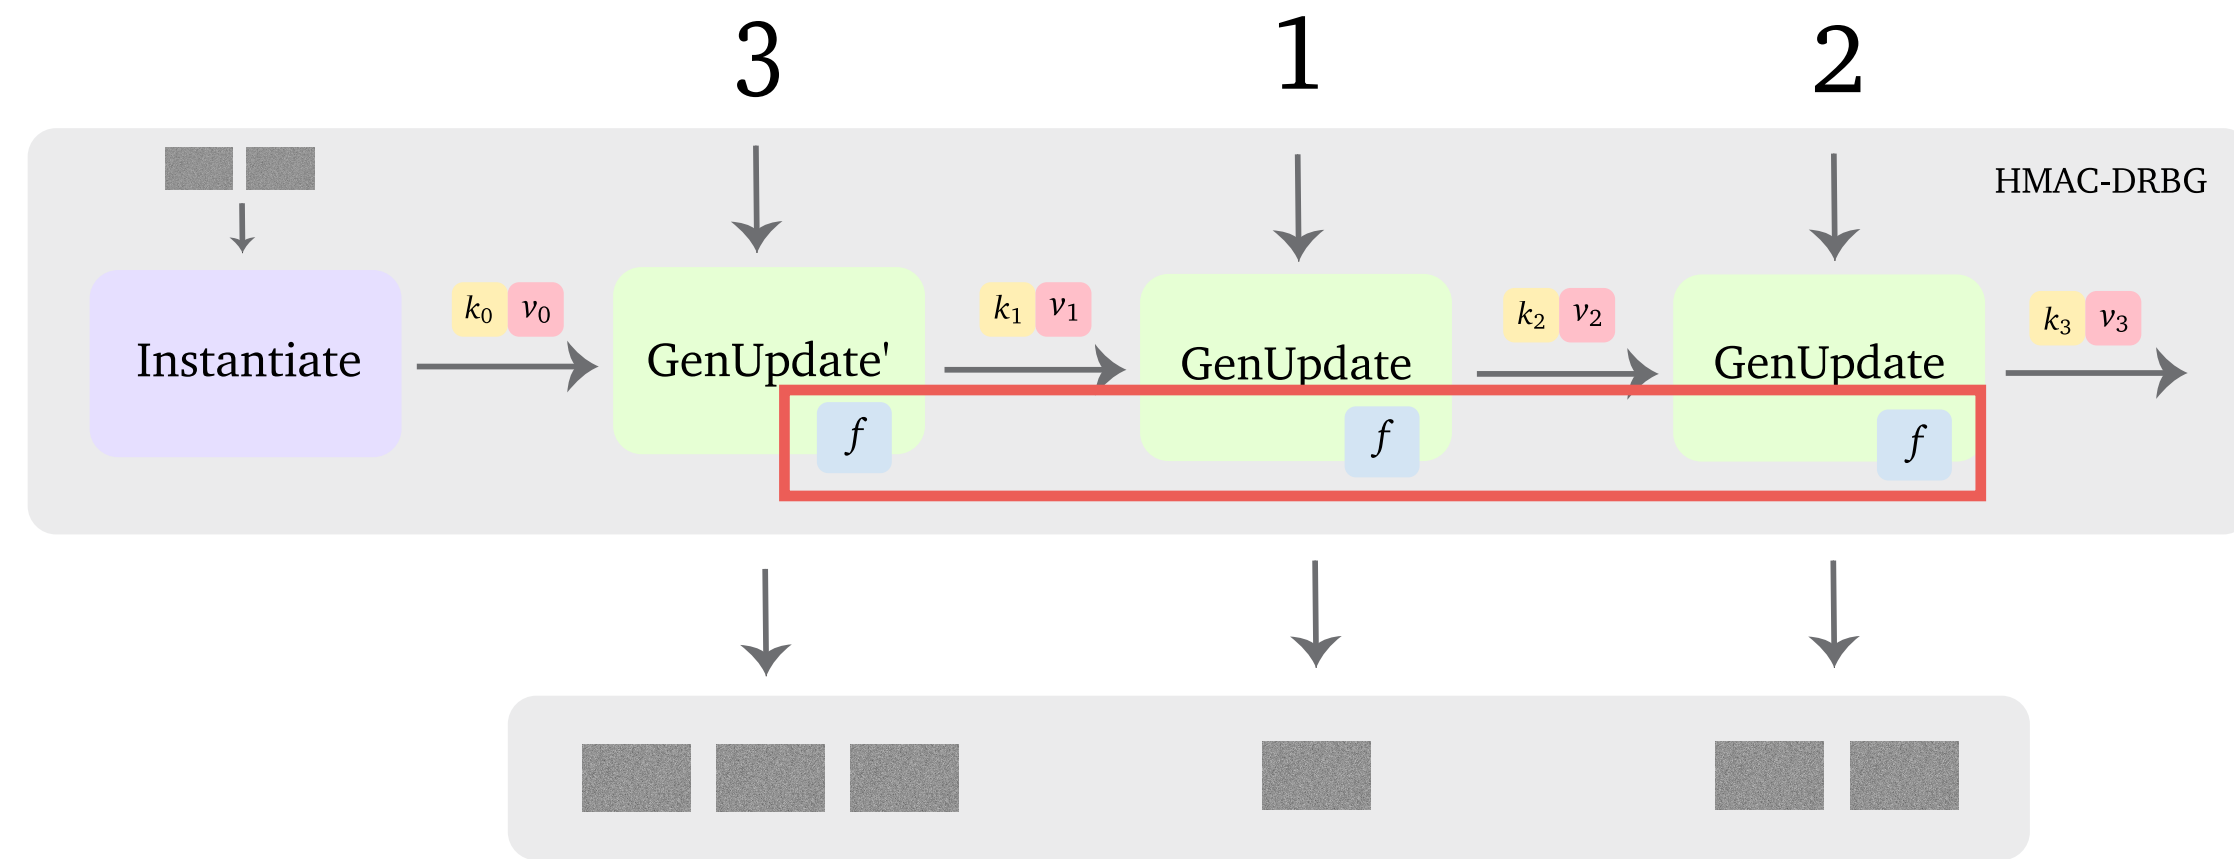 3 1 2
HMAC-DRBG
k0 v0 k1 v1 k2 v2 k3 v3
Instantiate GenUpdate' GenUpdate GenUpdate
f f f